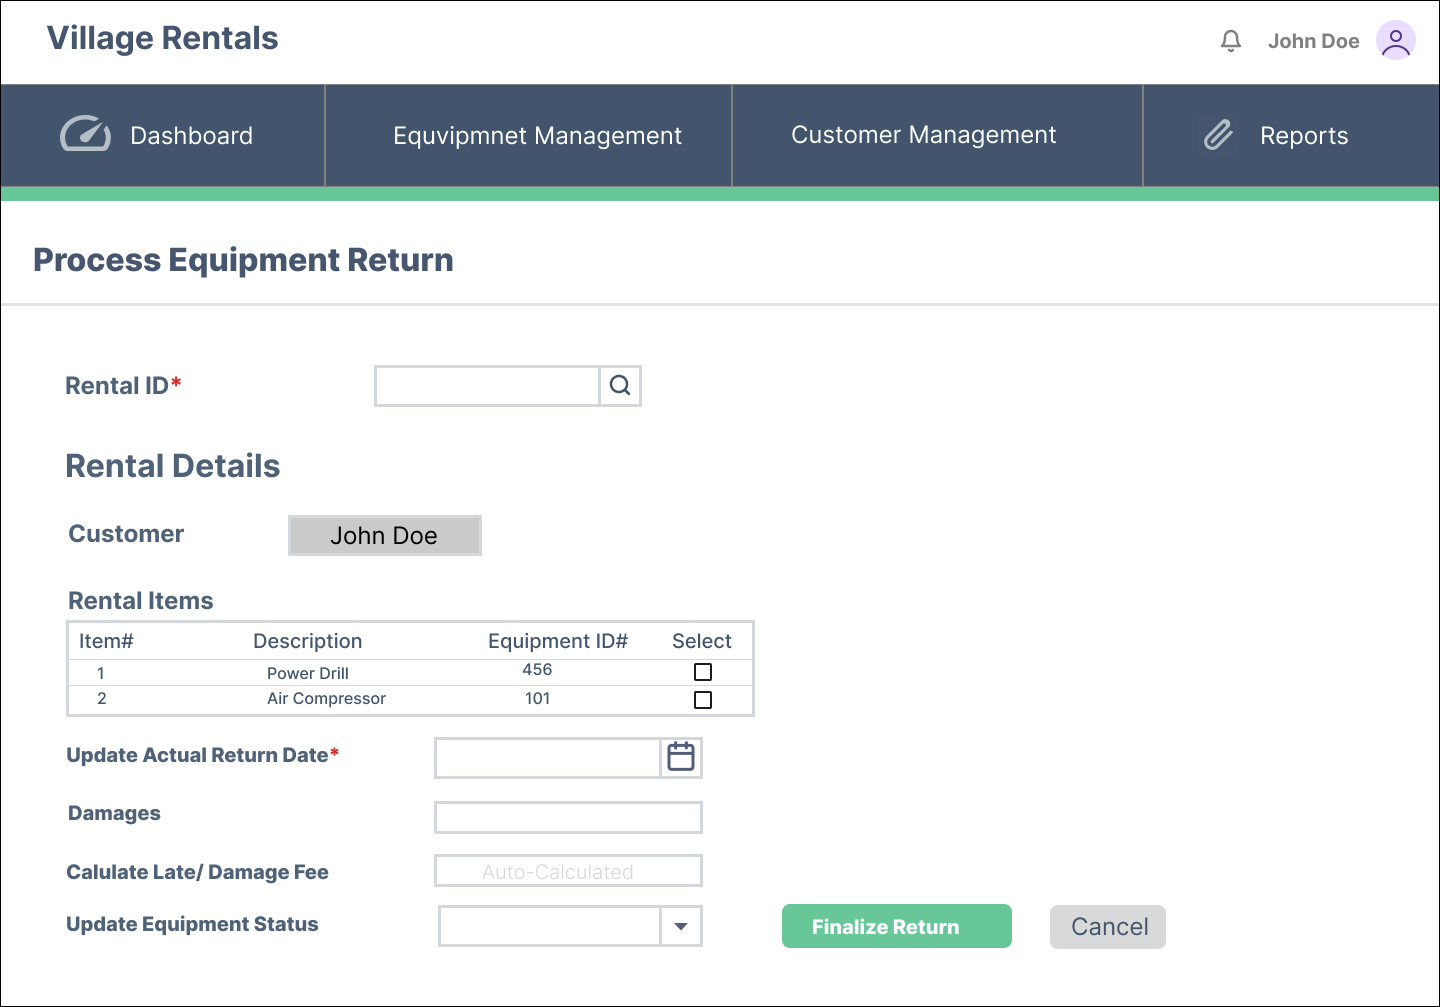 Village Rentals
John Doe
Dashboard
Equvipmnet Management
Customer Management
Reports
Process Equipment Return
Rental ID*
Rental Details
Customer
John Doe
Rental Items
Item# Description Equipment ID# Select
1 Power Drill 456
2 Air Compressor 101
Update Actual Return Date*
Damages
Calulate Late/ Damage Fee
Auto-Calculated
Update Equipment Status
Finalize Return
Cancel